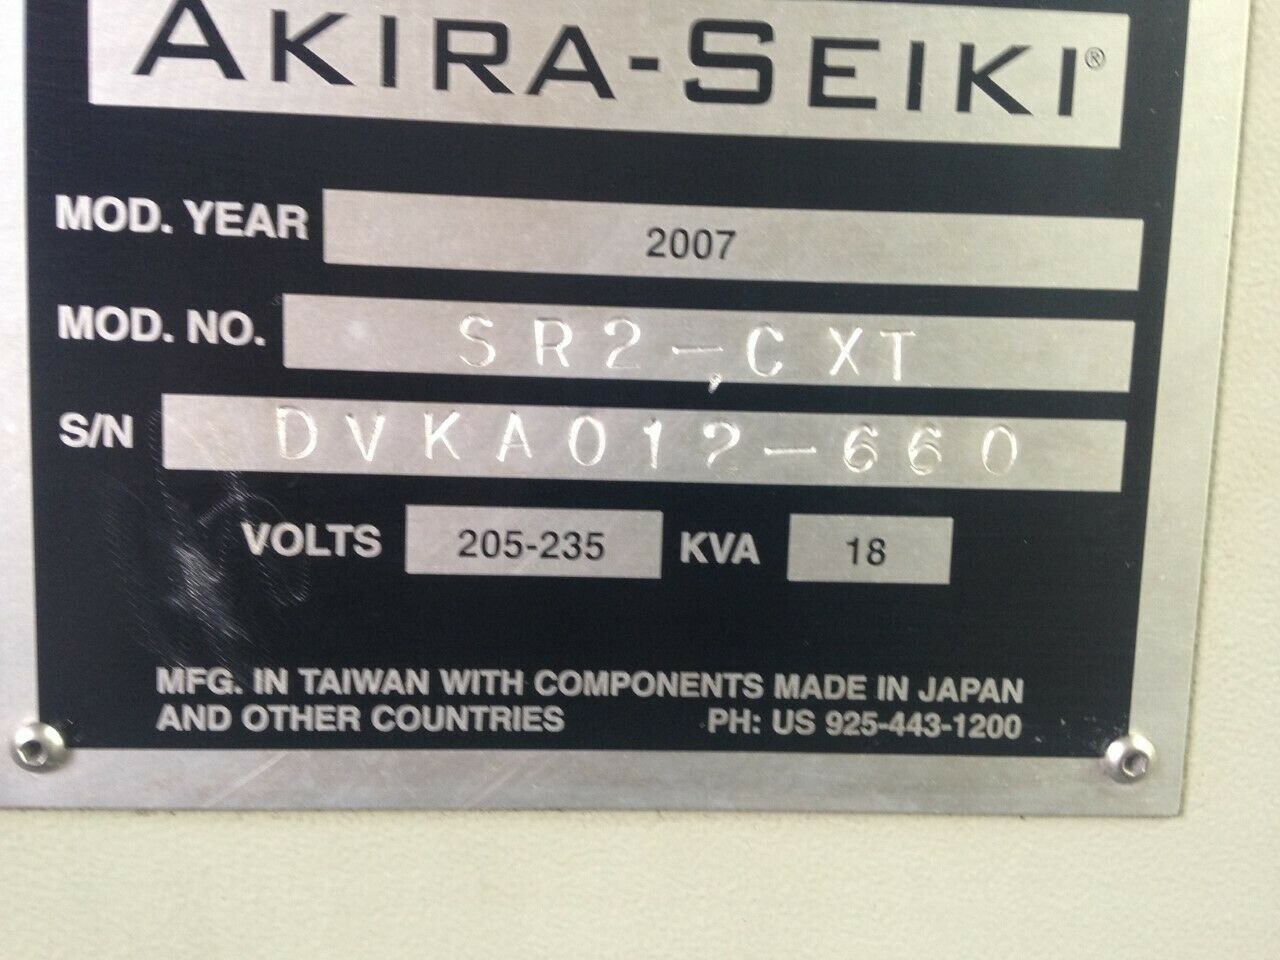 AKIRA-SEIKI®
MOD. YEAR 2007
MOD. NO. SR2-,CXT
S/N DVKA012-660
VOLTS 205-235 KVA 18
MFG. IN TAIWAN WITH COMPONENTS MADE IN JAPAN
AND OTHER COUNTRIES PH: US 925-443-1200